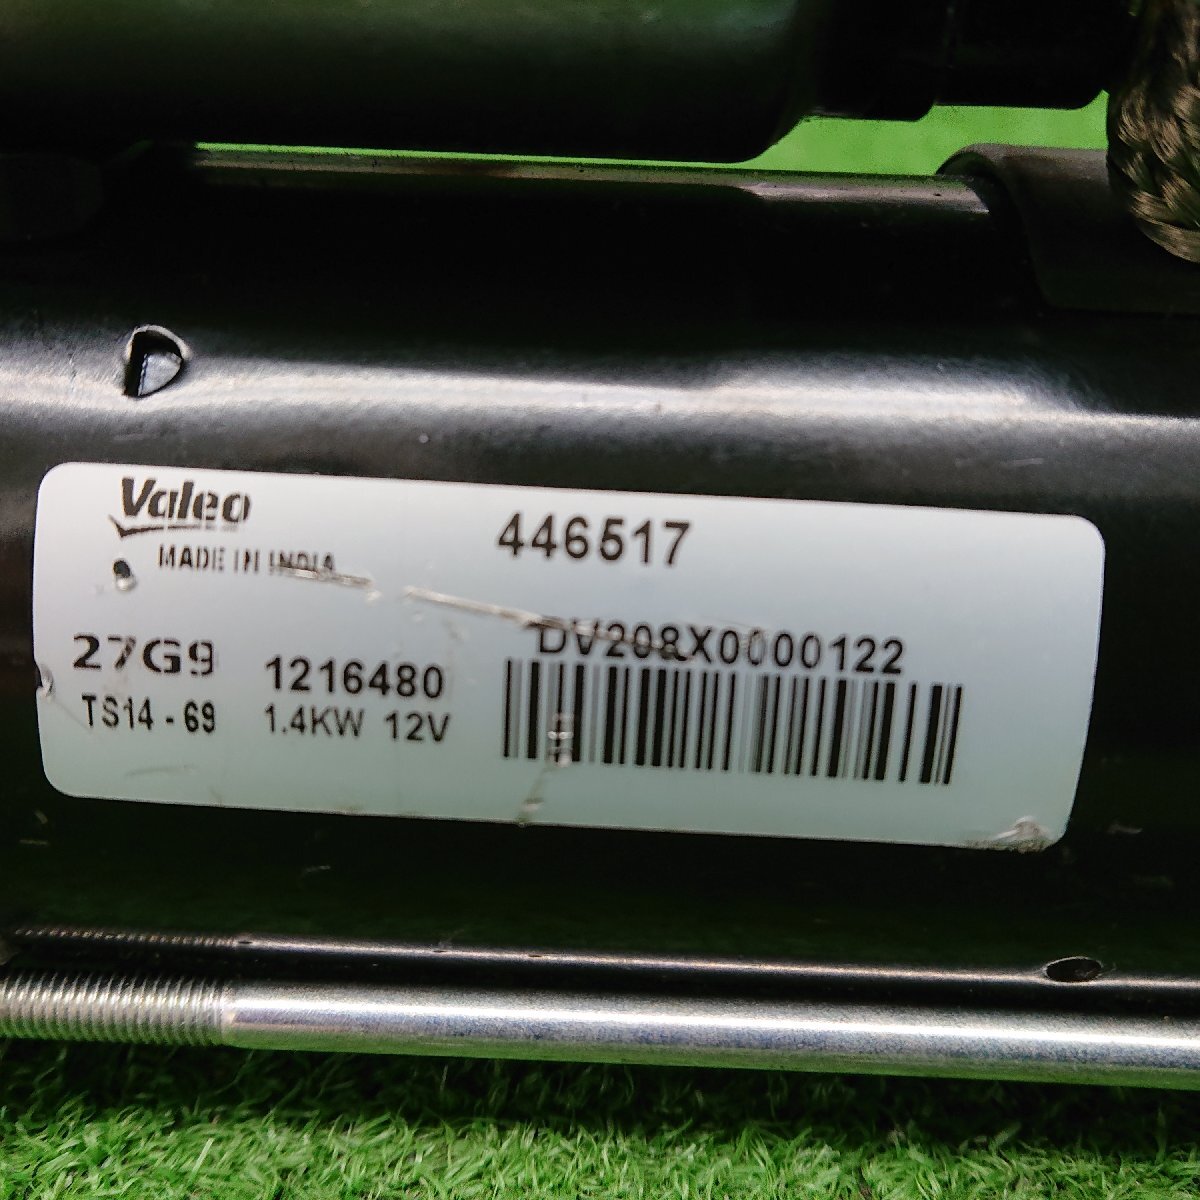 Valeo
MADE IN INDIA
446517
DV208X0000122
27G9
1216480
TS14 - 69
1.4KW 12V